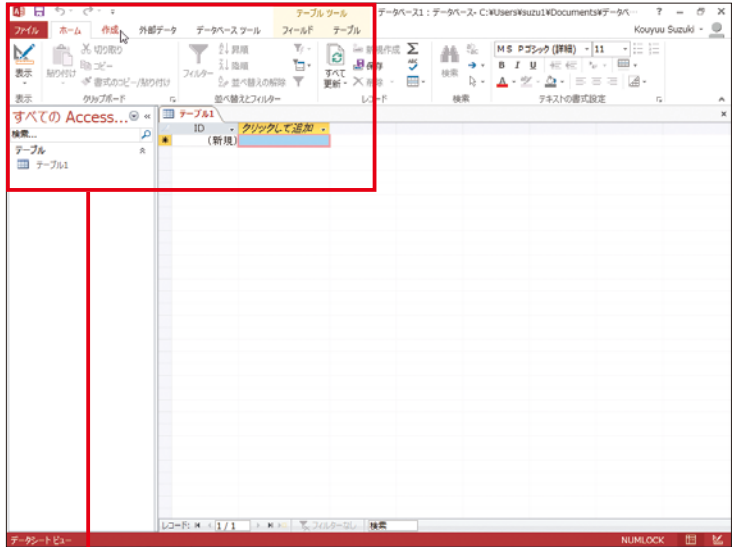 テーブル ツール
データベース1 : データベース- C:¥Users¥suzu1¥Documents¥データベ…
?
ファイル ホーム 作成 外部データ データベース ツール フィールド テーブル
Kouyuu Suzuki
表示
貼り付け
切り取り
コピー
書式のコピー/貼り付け
フィルター
昇順
降順
並べ替えの解除
すべて
更新
新規作成
保存
削除
検索
MS Pゴシック (詳細) 11
B I U
A
表示 クリップボード 並べ替えとフィルター レコード 検索 テキストの書式設定
すべての Access... «
検索...
テーブル
テーブル1
テーブル1
ID クリックして追加
(新規)
レコード: 1 / 1 フィルターなし 検索
データシート ビュー NUMLOCK